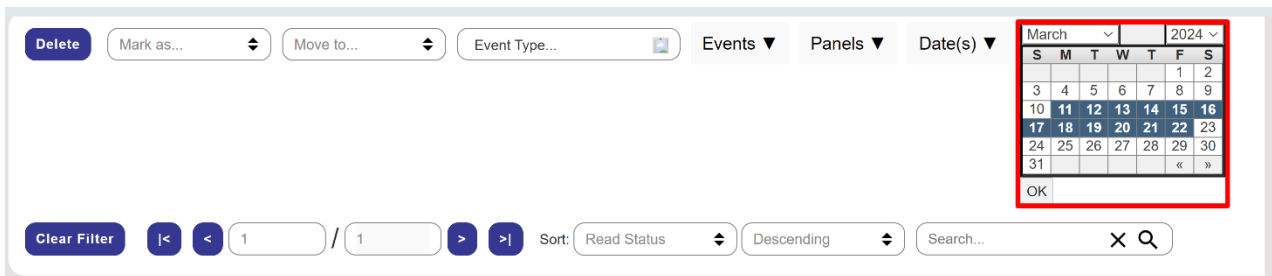 Delete Mark as... Move to... Event Type... Events ▼ Panels ▼ Date(s) ▼
March 2024
S M T W T F S
1 2
3 4 5 6 7 8 9
10 11 12 13 14 15 16
17 18 19 20 21 22 23
24 25 26 27 28 29 30
31 « »
OK
Clear Filter |< < 1 / 1 > >| Sort: Read Status Descending Search... X